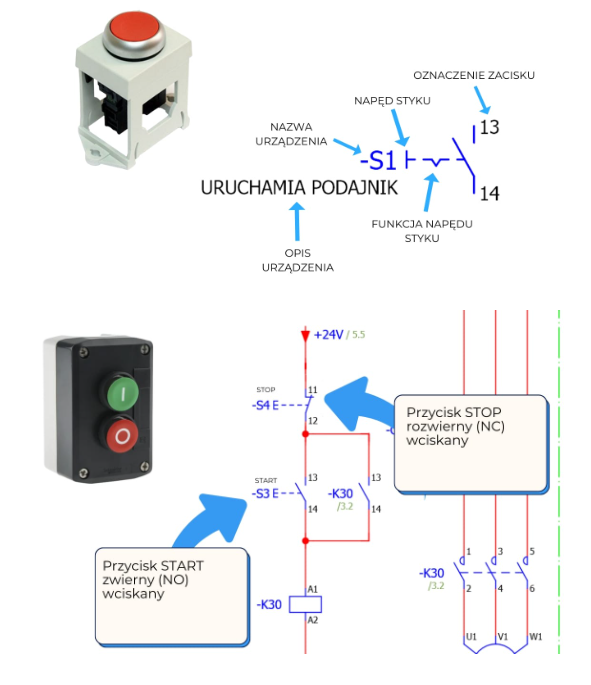 OZNACZENIE ZACISKU
NAPĘD STYKU
NAZWA
URZĄDZENIA
13
-S1
14
URUCHAMIA PODAJNIK
FUNKCJA NAPĘDU
STYKU
OPIS
URZĄDZENIA
+24V / 5.5
I
O
STOP
-S4
11
12
Przycisk STOP
rozwierny (NC)
wciskany
START
-S3
13
14
-K30
/3.2
13
14
Przycisk START
zwierny (NO)
wciskany
-K30
A1
A2
-K30
/3.2
1
3
5
2
4
6
U1
V1
W1